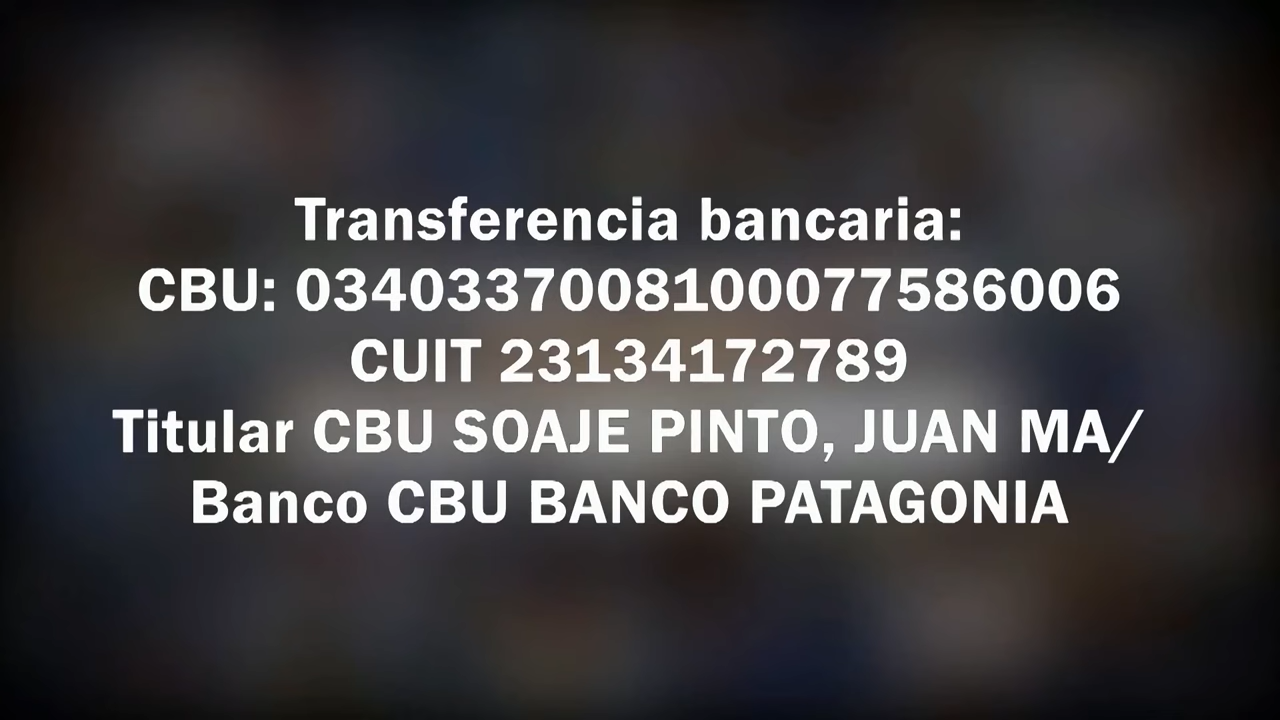 Transferencia bancaria:
CBU: 0340337008100077586006
CUIT 23134172789
Titular CBU SOAJE PINTO, JUAN MA/
Banco CBU BANCO PATAGONIA